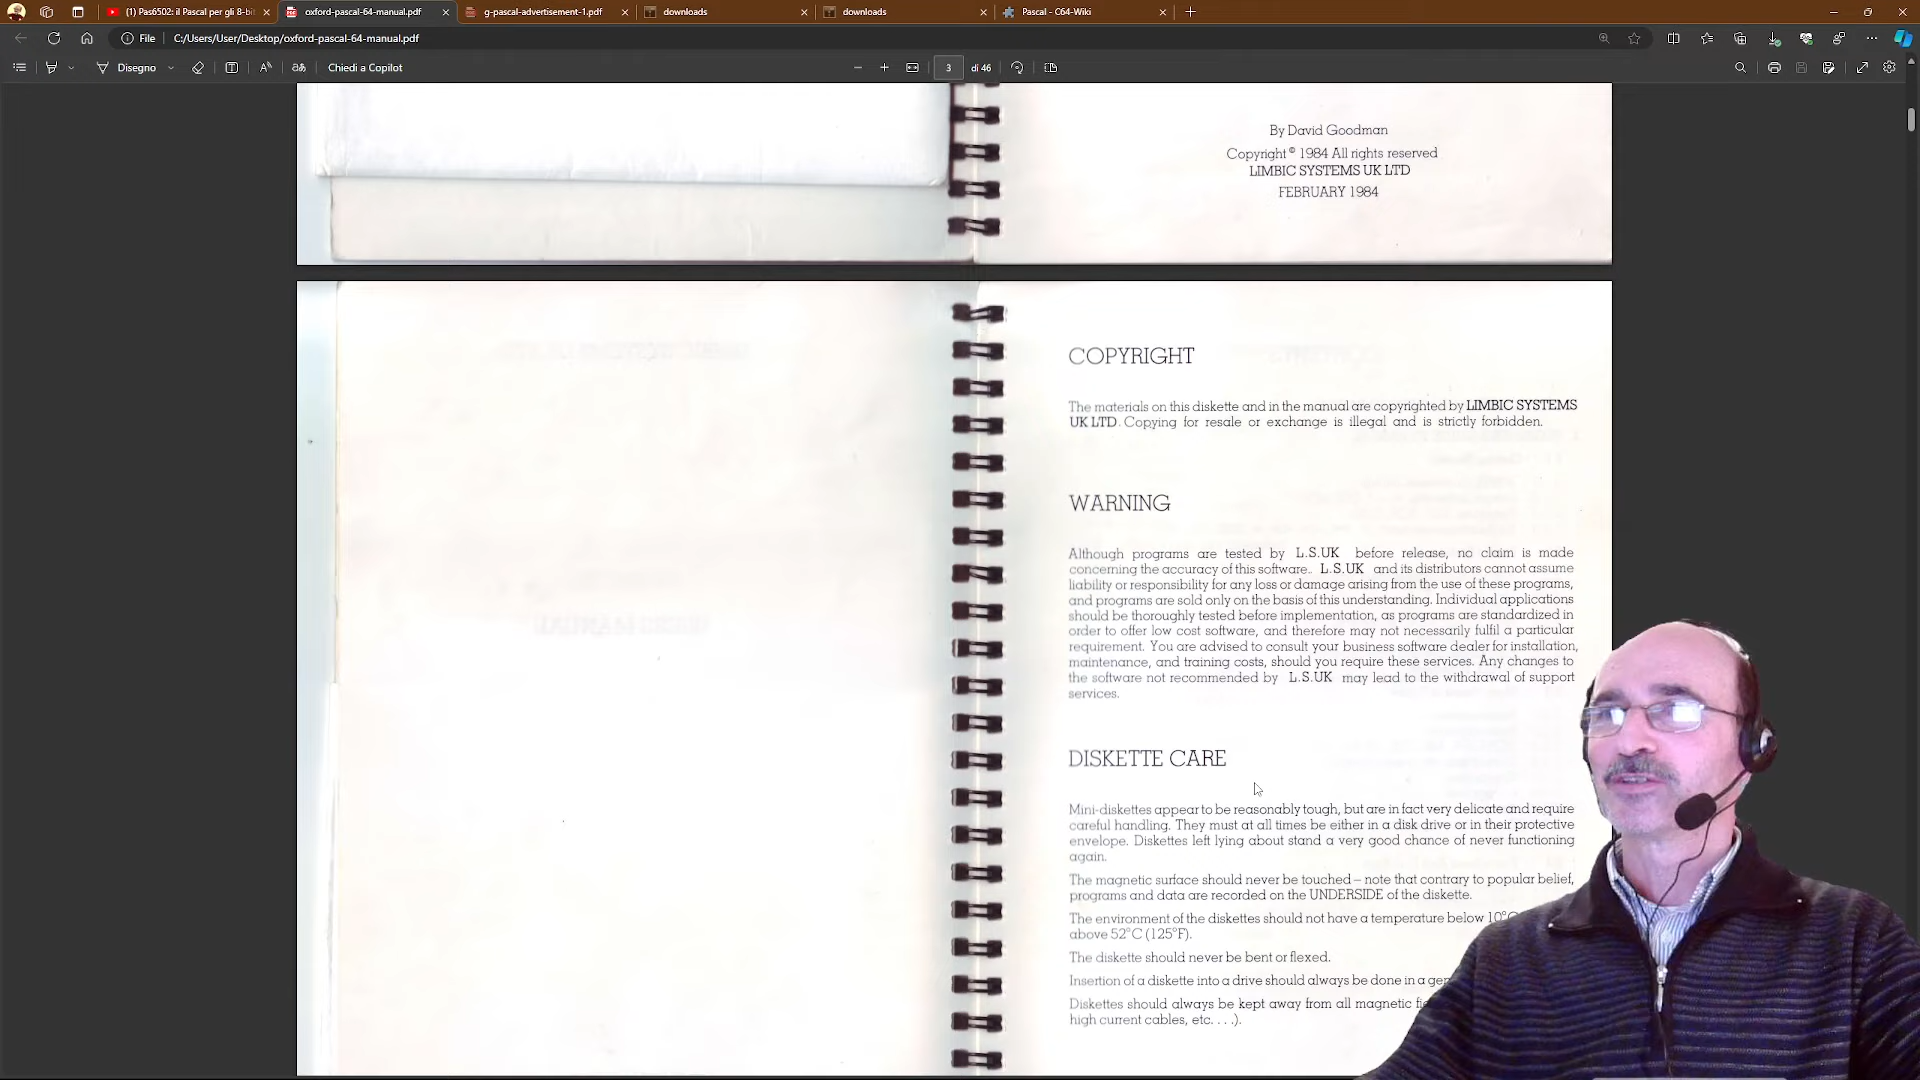 (1) Pas6502: il Pascal per gli 8-bi
oxford-pascal-64-manual.pdf
g-pascal-advertisement-1.pdf
downloads
downloads
Pascal - C64-Wiki
File
C:/Users/User/Desktop/oxford-pascal-64-manual.pdf
Disegno
Chiedi a Copilot
3
di 46
By David Goodman
Copyright © 1984 All rights reserved
LIMBIC SYSTEMS UK LTD
FEBRUARY 1984
COPYRIGHT
The materials on this diskette and in the manual are copyrighted by LIMBIC SYSTEMS
UK LTD. Copying for resale or exchange is illegal and is strictly forbidden.
WARNING
Although programs are tested by L.S.UK before release, no claim is made
concerning the accuracy of this software.. L.S.UK and its distributors cannot assume
liability or responsibility for any loss or damage arising from the use of these programs,
and programs are sold only on the basis of this understanding. Individual applications
should be thoroughly tested before implementation, as programs are standardized in
order to offer low cost software, and therefore may not necessarily fulfil a particular
requirement. You are advised to consult your business software dealer for installation,
maintenance, and training costs, should you require these services. Any changes to
the software not recommended by L.S.UK may lead to the withdrawal of support
services.
DISKETTE CARE
Mini-diskettes appear to be reasonably tough, but are in fact very delicate and require
careful handling. They must at all times be either in a disk drive or in their protective
envelope. Diskettes left lying about stand a very good chance of never functioning
again.
The magnetic surface should never be touched – note that contrary to popular belief,
programs and data are recorded on the UNDERSIDE of the diskette.
The environment of the diskettes should not have a temperature below 10°C
above 52°C (125°F).
The diskette should never be bent or flexed.
Insertion of a diskette into a drive should always be done in a
Diskettes should always be kept away from all magnetic
high current cables, etc. . . .).